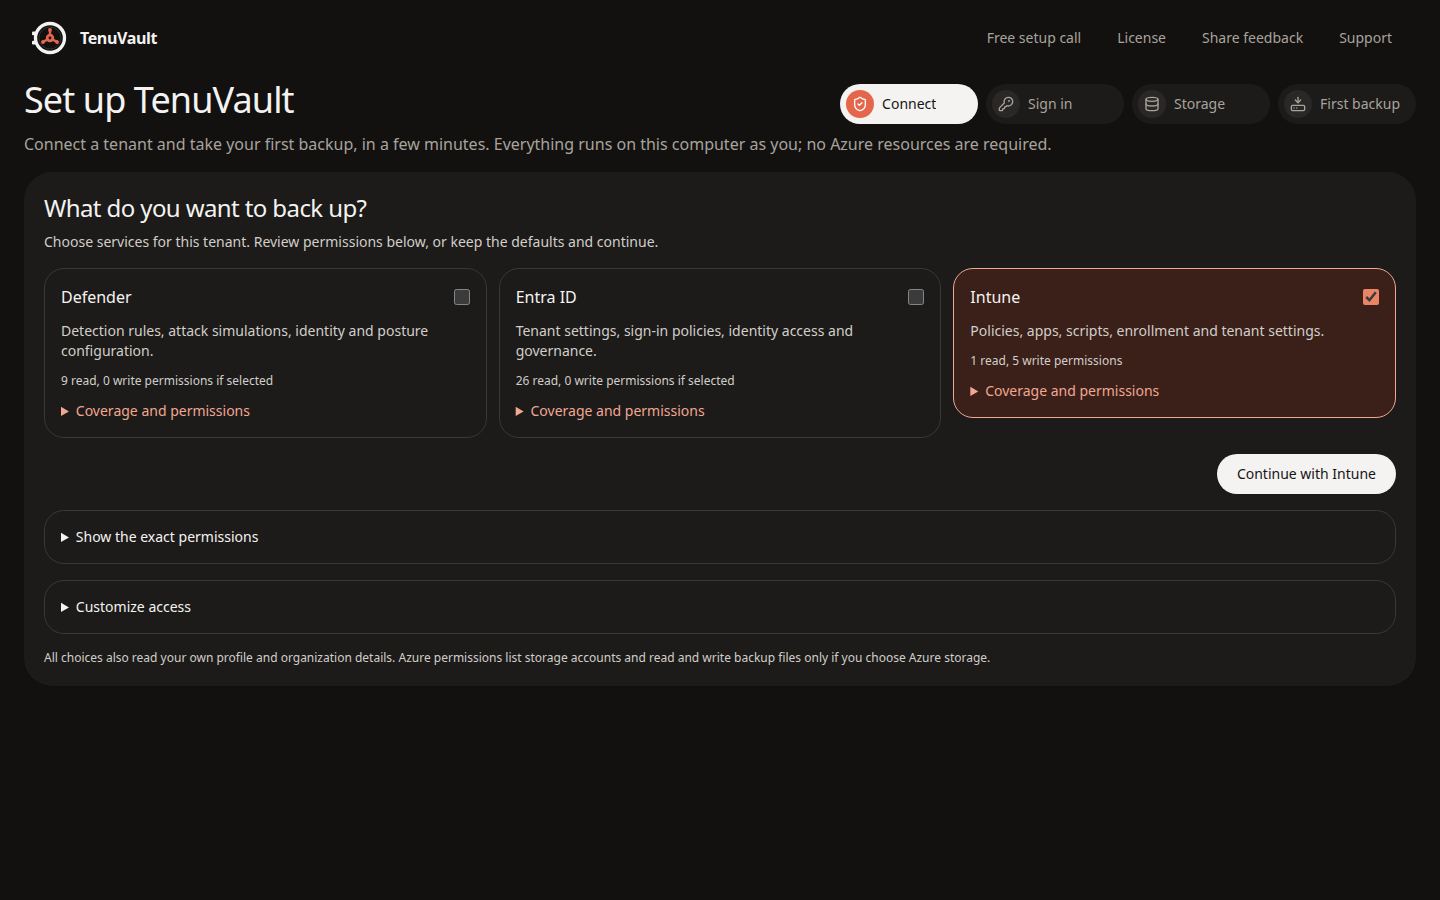 TenuVault
Free setup call
License
Share feedback
Support
Set up TenuVault
Connect
Sign in
Storage
First backup
Connect a tenant and take your first backup, in a few minutes. Everything runs on this computer as you; no Azure resources are required.
What do you want to back up?
Choose services for this tenant. Review permissions below, or keep the defaults and continue.
Defender
Detection rules, attack simulations, identity and posture
configuration.
9 read, 0 write permissions if selected
Coverage and permissions
Entra ID
Tenant settings, sign-in policies, identity access and
governance.
26 read, 0 write permissions if selected
Coverage and permissions
Intune
Policies, apps, scripts, enrollment and tenant settings.
1 read, 5 write permissions
Coverage and permissions
Continue with Intune
Show the exact permissions
Customize access
All choices also read your own profile and organization details. Azure permissions list storage accounts and read and write backup files only if you choose Azure storage.